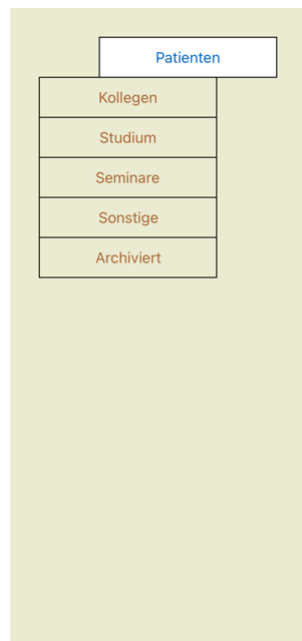 Patienten
Kollegen
Studium
Seminare
Sonstige
Archiviert